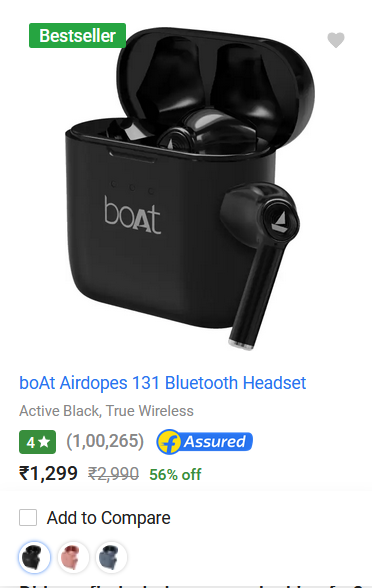 Bestseller
boAt
boAt Airdopes 131 Bluetooth Headset
Active Black, True Wireless
4★ (1,00,265) Assured
₹1,299 ₹2,990 56% off
Add to Compare